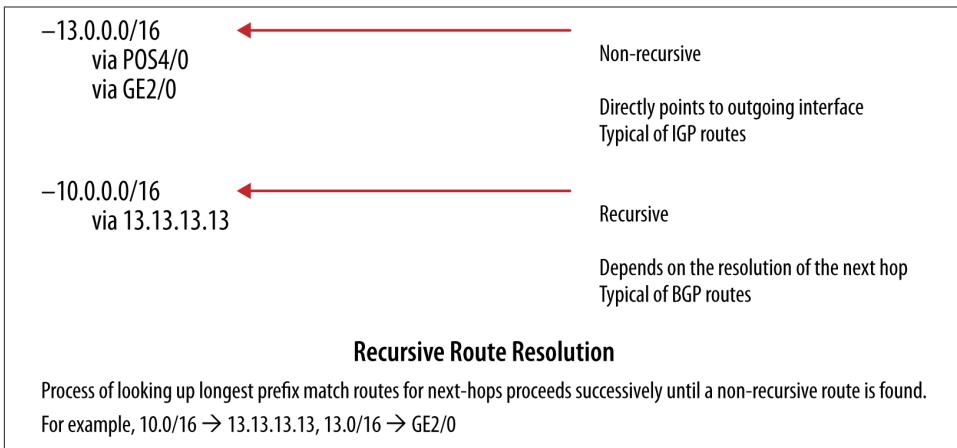 –13.0.0.0/16
via POS4/0
via GE2/0
Non-recursive
Directly points to outgoing interface
Typical of IGP routes
–10.0.0.0/16
via 13.13.13.13
Recursive
Depends on the resolution of the next hop
Typical of BGP routes
Recursive Route Resolution
Process of looking up longest prefix match routes for next-hops proceeds successively until a non-recursive route is found.
For example, 10.0/16 → 13.13.13.13, 13.0/16 → GE2/0